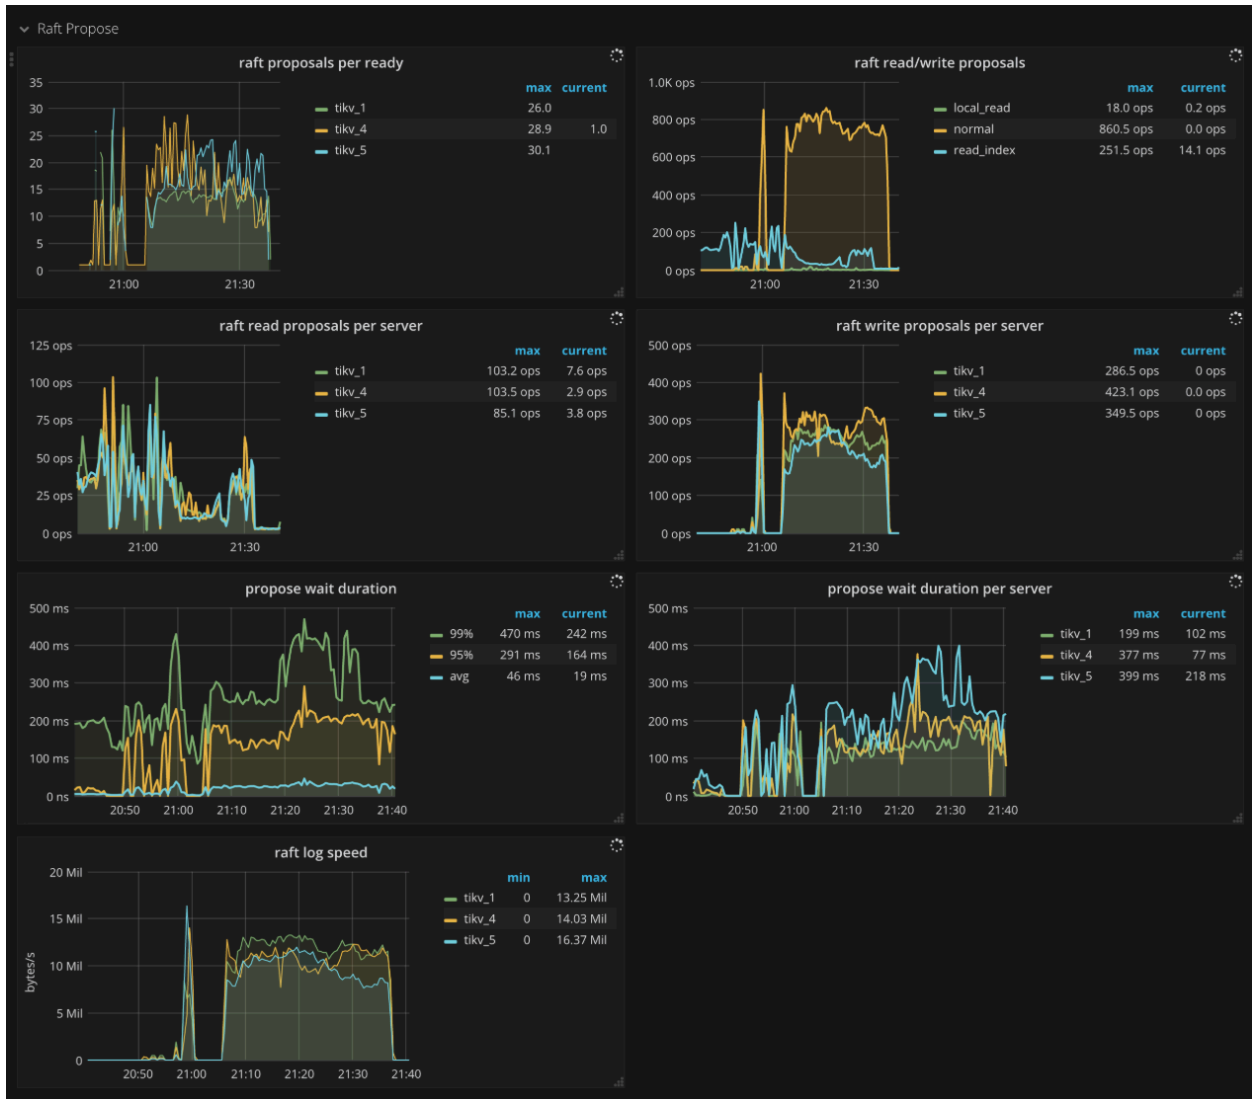 Raft Propose
raft proposals per ready
35
30
25
20
15
10
5
0
21:00 21:30
max current
tikv_1 26.0
tikv_4 28.9 1.0
tikv_5 30.1
raft read/write proposals
1.0K ops
800 ops
600 ops
400 ops
200 ops
0 ops
21:00 21:30
max current
local_read 18.0 ops 0.2 ops
normal 860.5 ops 0.0 ops
read_index 251.5 ops 14.1 ops
raft read proposals per server
125 ops
100 ops
75 ops
50 ops
25 ops
0 ops
21:00 21:30
max current
tikv_1 103.2 ops 7.6 ops
tikv_4 103.5 ops 2.9 ops
tikv_5 85.1 ops 3.8 ops
raft write proposals per server
500 ops
400 ops
300 ops
200 ops
100 ops
0 ops
21:00 21:30
max current
tikv_1 286.5 ops 0 ops
tikv_4 423.1 ops 0.0 ops
tikv_5 349.5 ops 0 ops
propose wait duration
500 ms
400 ms
300 ms
200 ms
100 ms
0 ns
20:50 21:00 21:10 21:20 21:30 21:40
max current
99% 470 ms 242 ms
95% 291 ms 164 ms
avg 46 ms 19 ms
propose wait duration per server
500 ms
400 ms
300 ms
200 ms
100 ms
0 ns
20:50 21:00 21:10 21:20 21:30 21:40
max current
tikv_1 199 ms 102 ms
tikv_4 377 ms 77 ms
tikv_5 399 ms 218 ms
raft log speed
bytes/s
20 Mil
15 Mil
10 Mil
5 Mil
0
20:50 21:00 21:10 21:20 21:30 21:40
min max
tikv_1 0 13.25 Mil
tikv_4 0 14.03 Mil
tikv_5 0 16.37 Mil